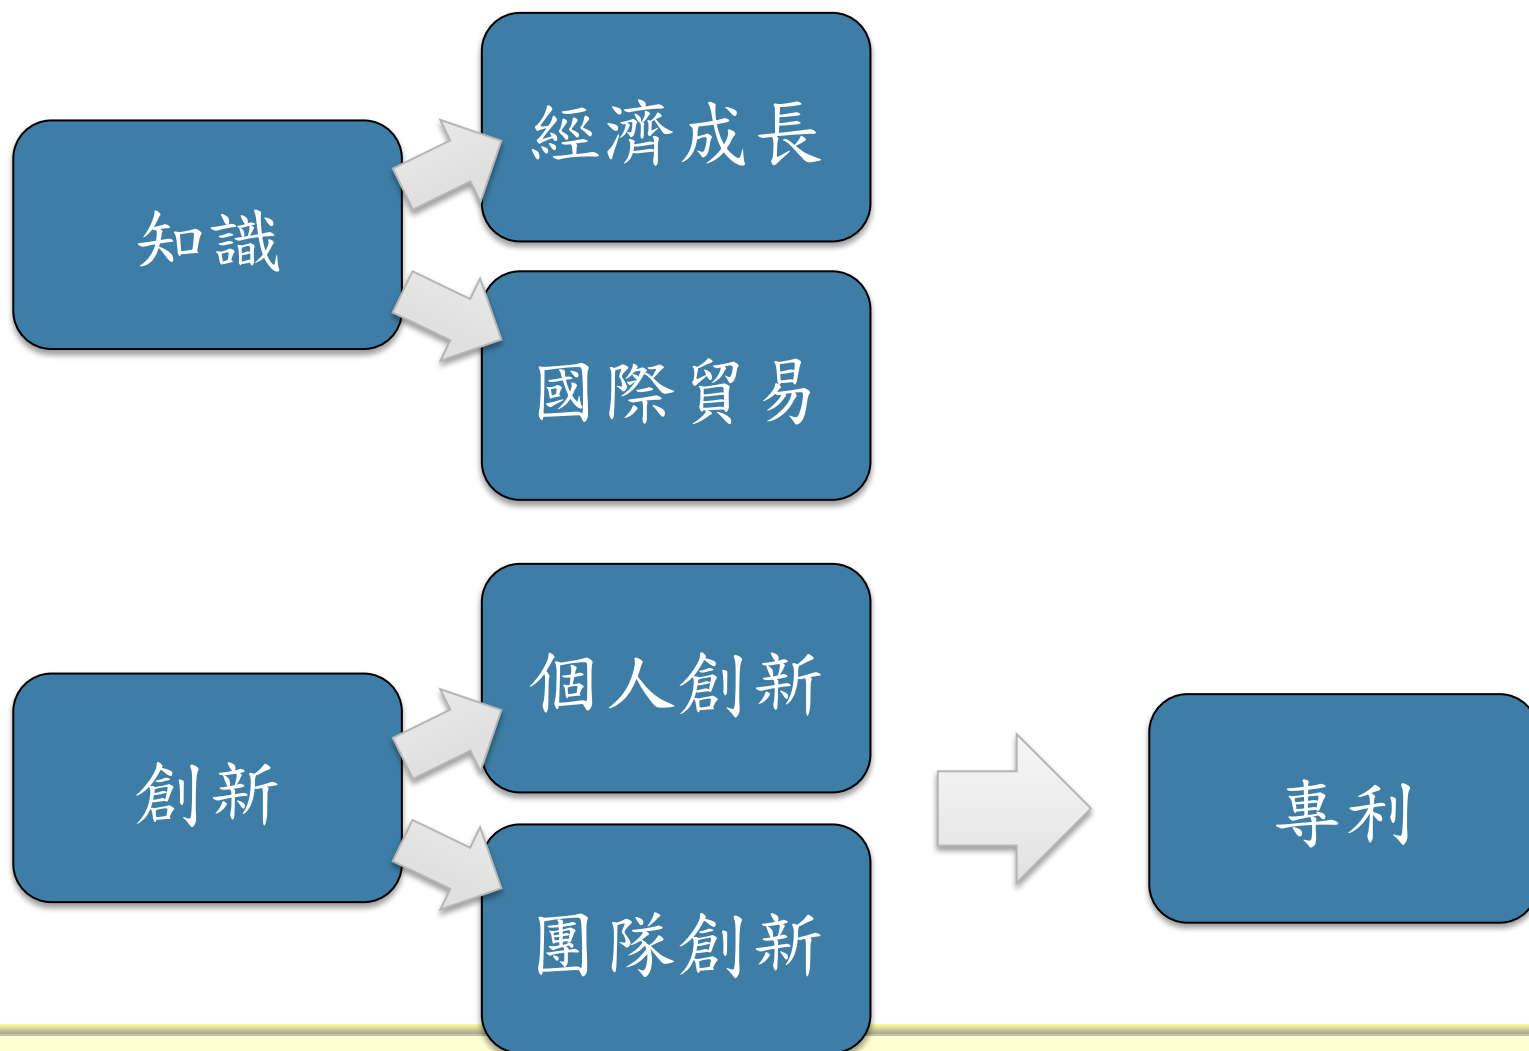 知識
經濟成長
國際貿易
創新
個人創新
團隊創新
專利